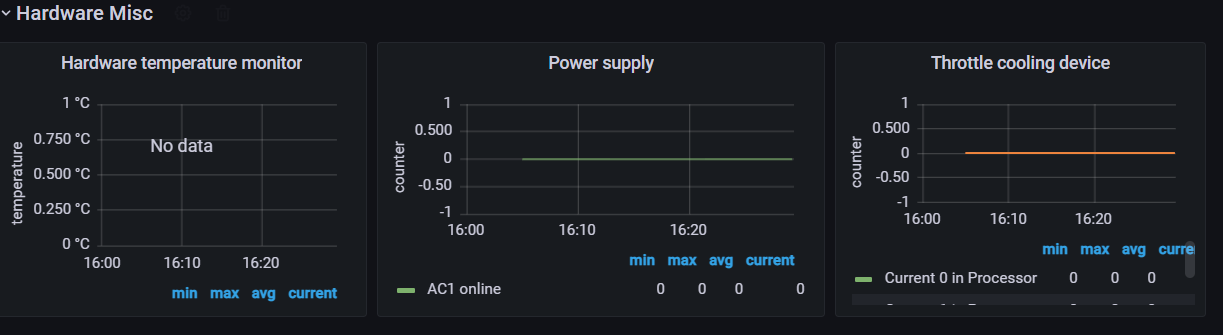 Hardware Misc
Hardware temperature monitor
1 °C
0.750 °C
0.500 °C
0.250 °C
0 °C
temperature
No data
16:00 16:10 16:20
min max avg current
Power supply
1
0.500
0
-0.50
-1
counter
16:00 16:10 16:20
min max avg current
AC1 online 0 0 0 0
Throttle cooling device
1
0.500
0
-0.50
-1
counter
16:00 16:10 16:20
min max avg curre
Current 0 in Processor 0 0 0